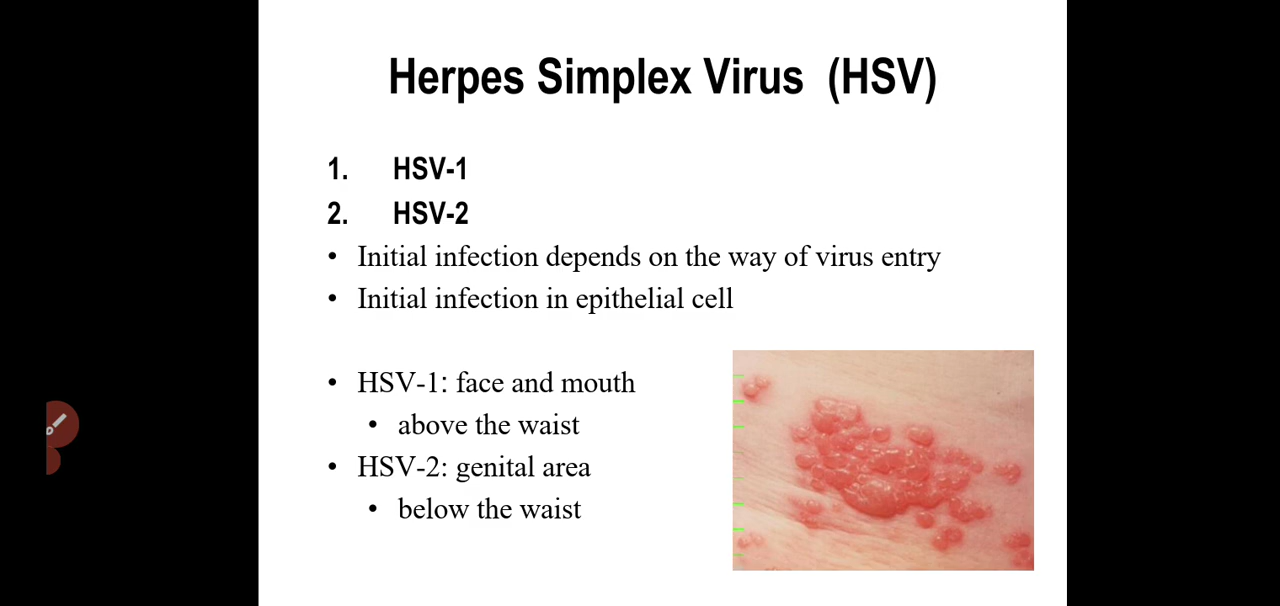 Herpes Simplex Virus (HSV)
1. HSV-1
2. HSV-2
• Initial infection depends on the way of virus entry
• Initial infection in epithelial cell
• HSV-1: face and mouth
• above the waist
• HSV-2: genital area
• below the waist